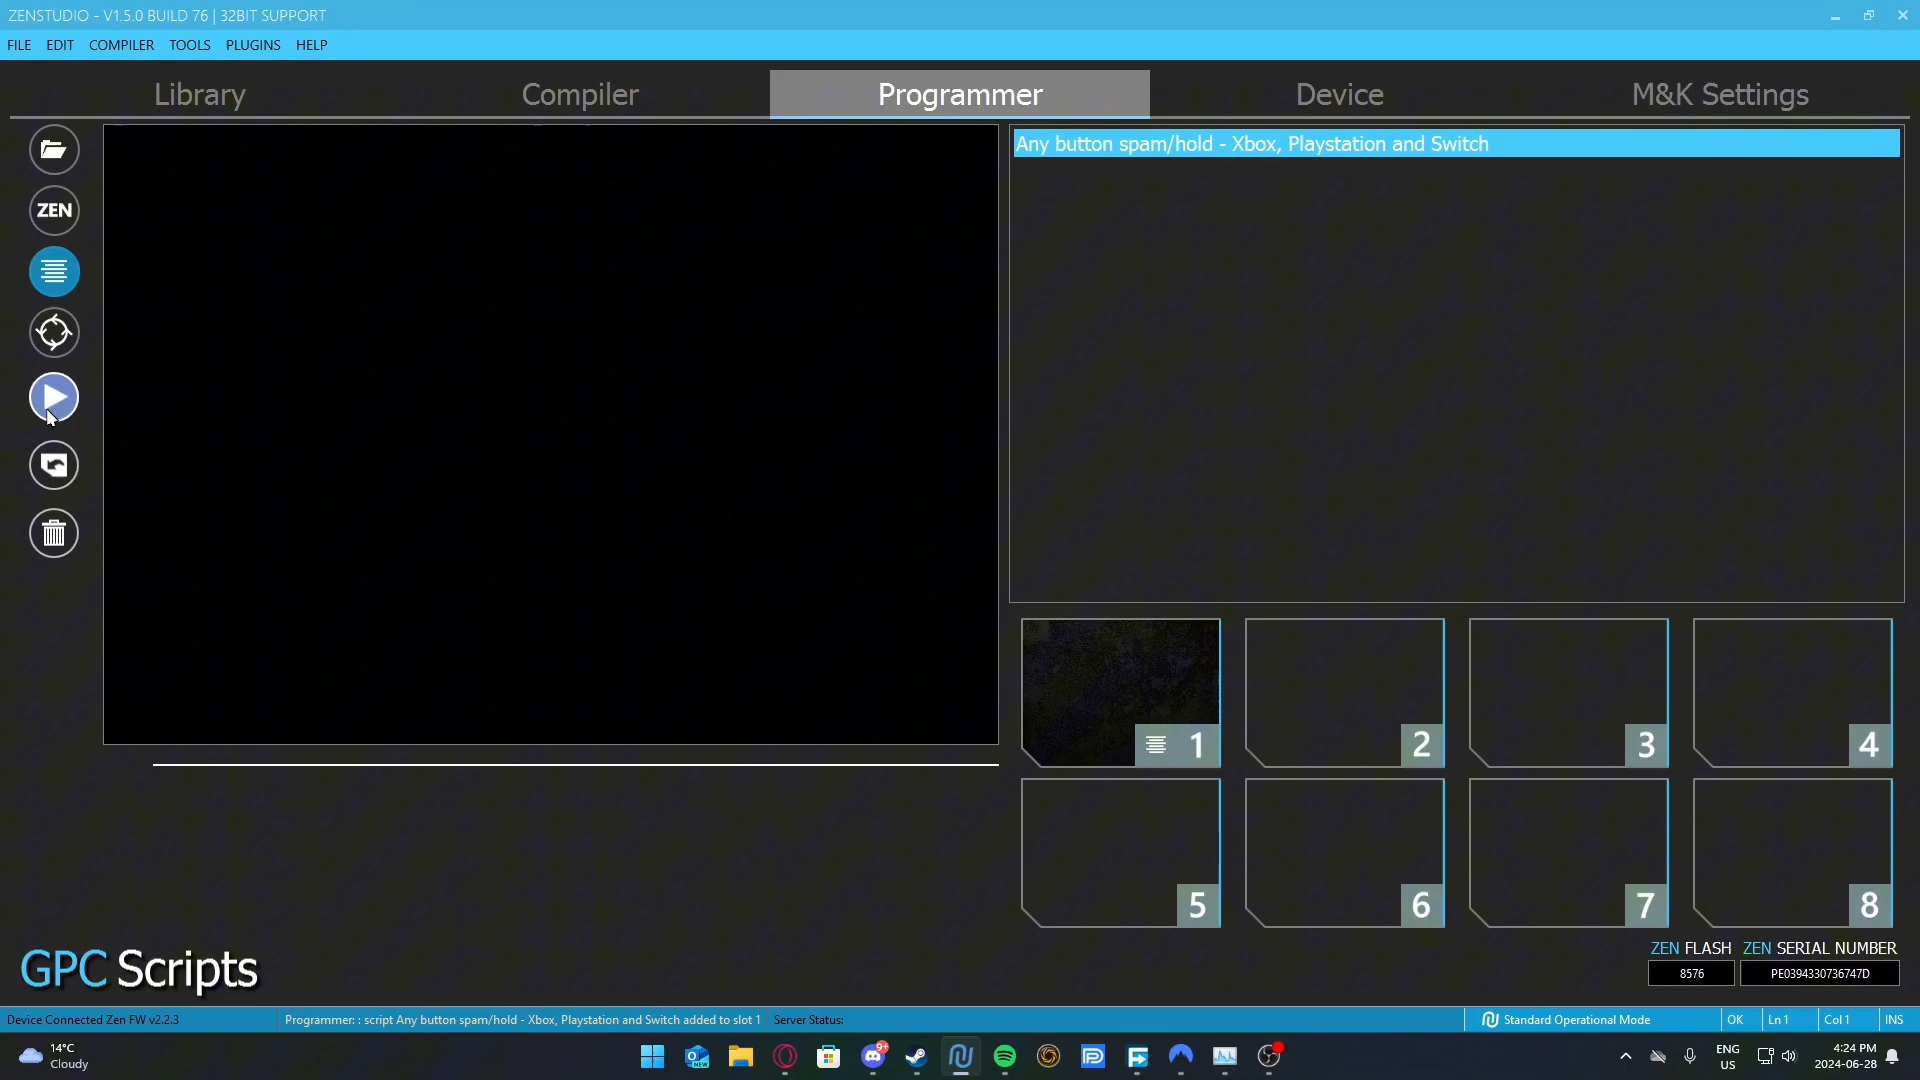 ZENSTUDIO - V1.5.0 BUILD 76 | 32BIT SUPPORT
FILE EDIT COMPILER TOOLS PLUGINS HELP
Library Compiler Programmer Device M&K Settings
ZEN
Any button spam/hold - Xbox, Playstation and Switch
1 2 3 4
5 6 7 8
GPC Scripts
ZEN FLASH ZEN SERIAL NUMBER
8576 PE0394330736747D
Device Connected Zen FW v2.2.3 Programmer: : script Any button spam/hold - Xbox, Playstation and Switch added to slot 1 Server Status: Standard Operational Mode OK Ln 1 Col 1 INS
14°C
Cloudy
NEW
9+
ENG
US
4:24 PM
2024-06-28